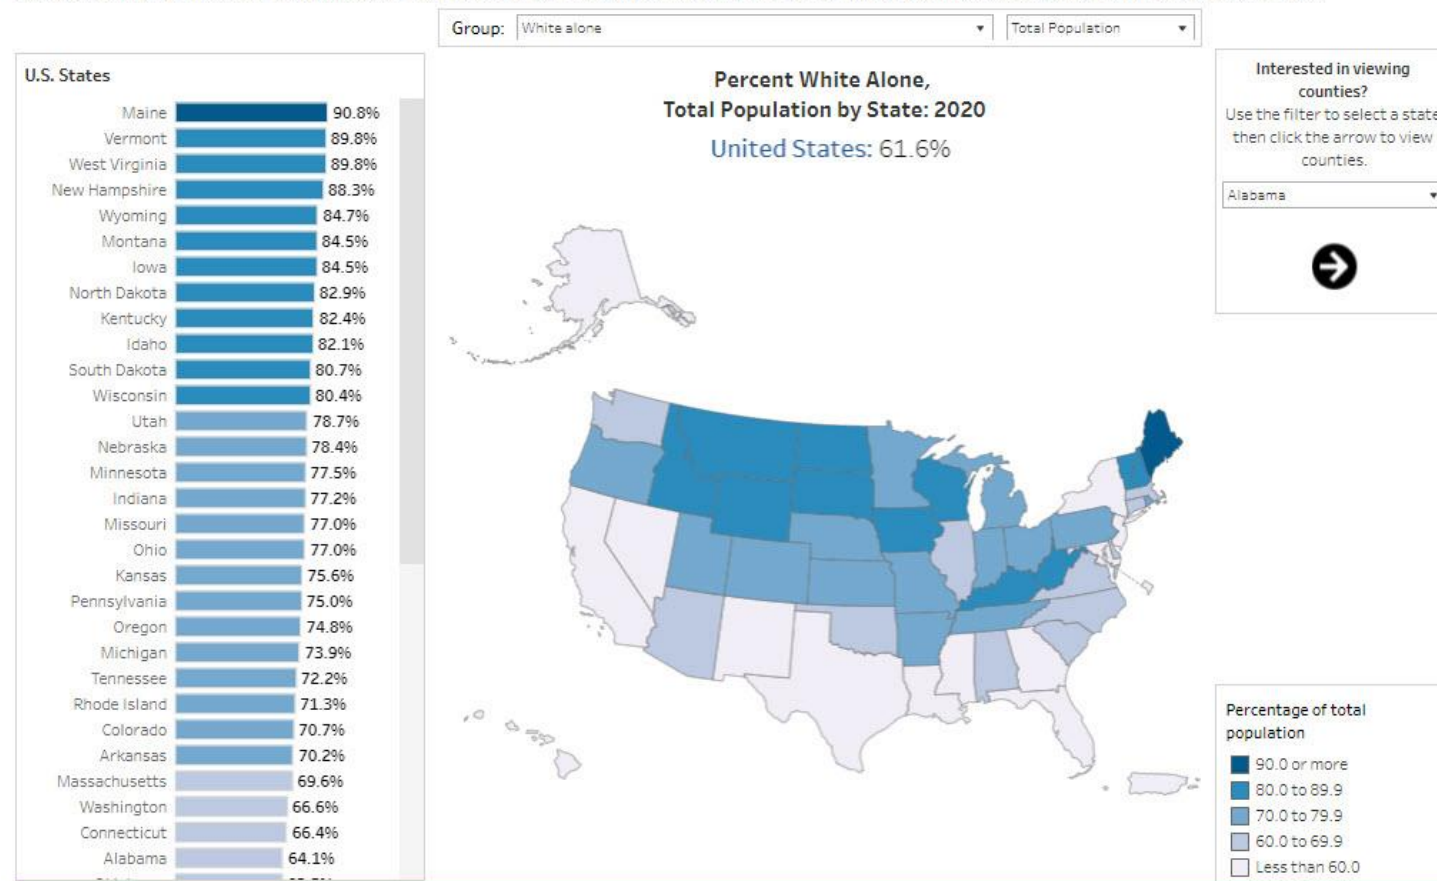 Group: White alone Total Population
U.S. States
Maine 90.8%
Vermont 89.8%
West Virginia 89.8%
New Hampshire 88.3%
Wyoming 84.7%
Montana 84.5%
Iowa 84.5%
North Dakota 82.9%
Kentucky 82.4%
Idaho 82.1%
South Dakota 80.7%
Wisconsin 80.4%
Utah 78.7%
Nebraska 78.4%
Minnesota 77.5%
Indiana 77.2%
Missouri 77.0%
Ohio 77.0%
Kansas 75.6%
Pennsylvania 75.0%
Oregon 74.8%
Michigan 73.9%
Tennessee 72.2%
Rhode Island 71.3%
Colorado 70.7%
Arkansas 70.2%
Massachusetts 69.6%
Washington 66.6%
Connecticut 66.4%
Alabama 64.1%
Percent White Alone,
Total Population by State: 2020
United States: 61.6%
Interested in viewing
counties?
Use the filter to select a state
then click the arrow to view
counties.
Alabama
Percentage of total
population
90.0 or more
80.0 to 89.9
70.0 to 79.9
60.0 to 69.9
Less than 60.0